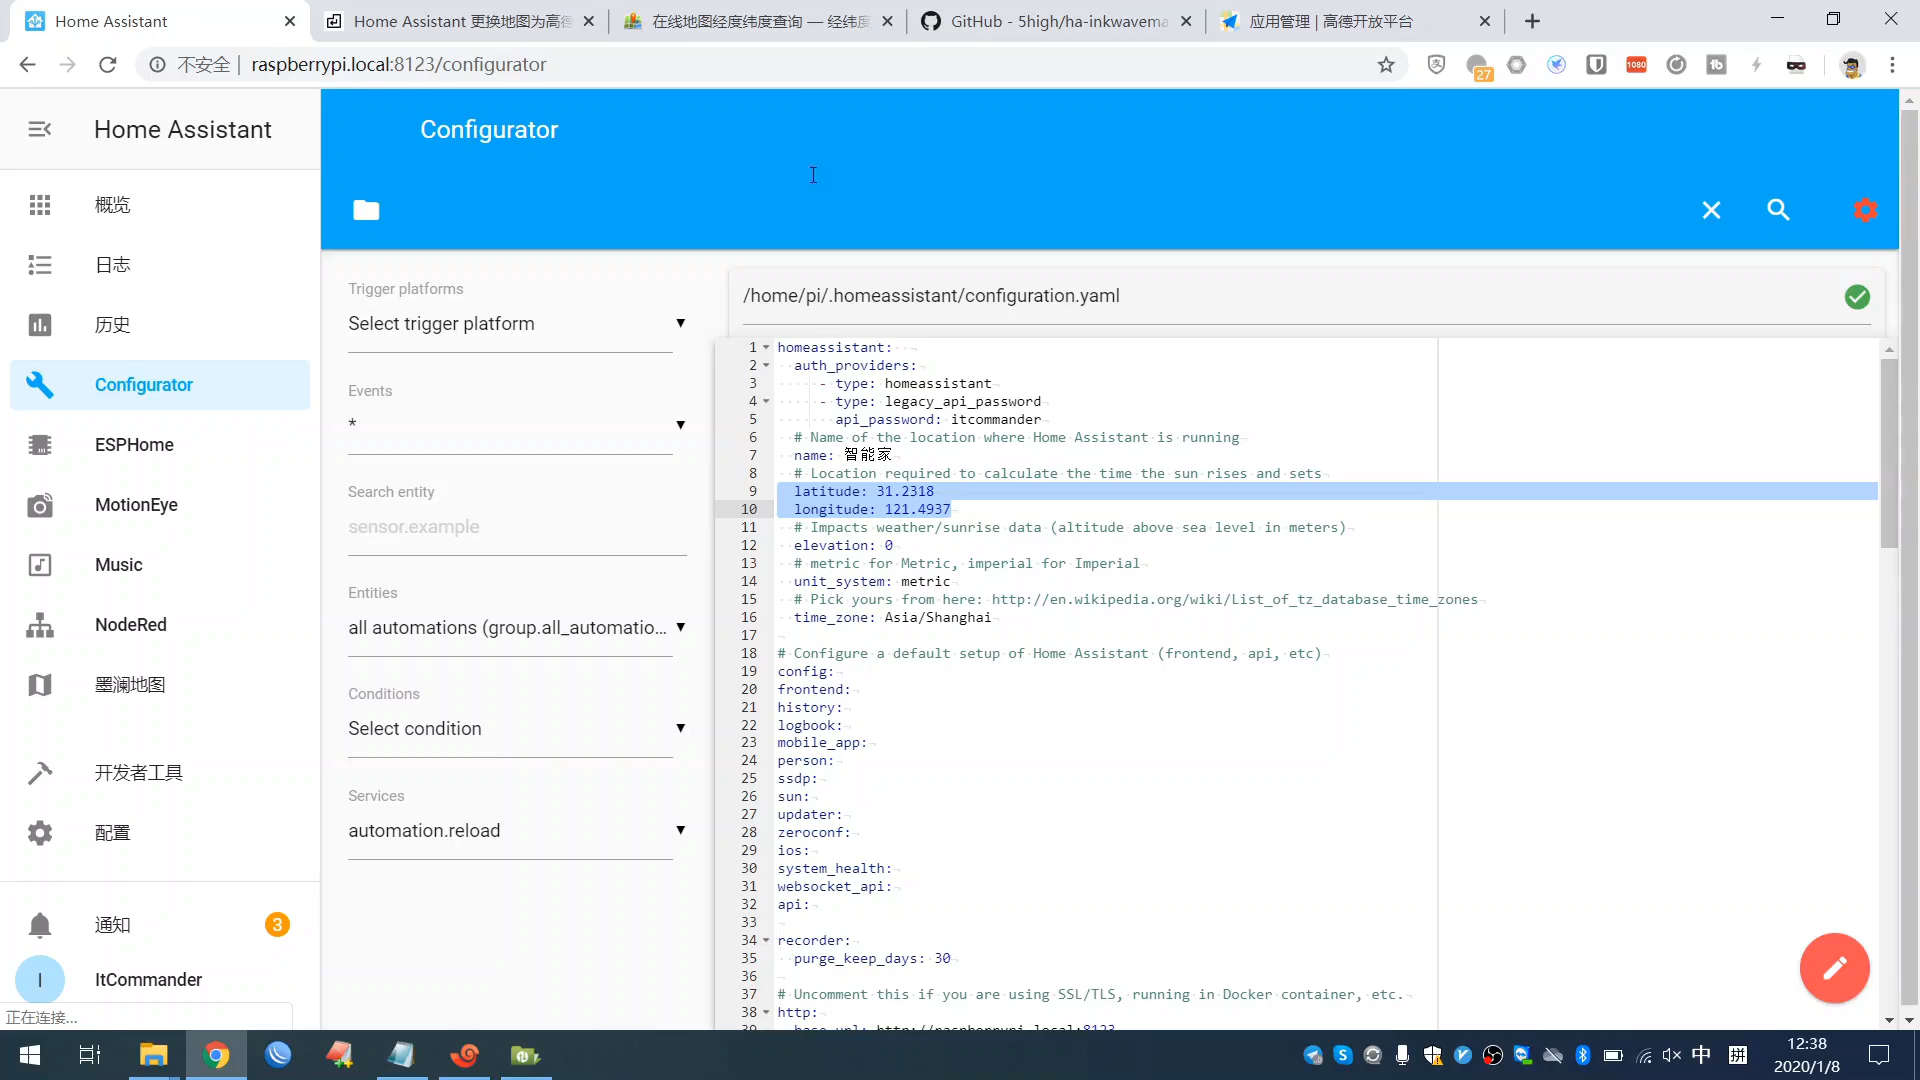 Home Assistant
Home Assistant 更换地图为高德
在线地图经度纬度查询 — 经纬度
GitHub - 5high/ha-inkwavema
应用管理 | 高德开放平台
不安全 | raspberrypi.local:8123/configurator
27
1080
Home Assistant
Configurator
概览
日志
历史
Configurator
ESPHome
MotionEye
Music
NodeRed
墨澜地图
开发者工具
配置
通知
3
I
ItCommander
正在连接...
Trigger platforms
Select trigger platform
Events
*
Search entity
sensor.example
Entities
all automations (group.all_automatio...
Conditions
Select condition
Services
automation.reload
/home/pi/.homeassistant/configuration.yaml
1 homeassistant:
2 auth_providers:
3 - type: homeassistant
4 - type: legacy_api_password
5 api_password: itcommander
6 # Name of the location where Home Assistant is running
7 name: 智能家
8 # Location required to calculate the time the sun rises and sets
9 latitude: 31.2318
10 longitude: 121.4937
11 # Impacts weather/sunrise data (altitude above sea level in meters)
12 elevation: 0
13 # metric for Metric, imperial for Imperial
14 unit_system: metric
15 # Pick yours from here: http://en.wikipedia.org/wiki/List_of_tz_database_time_zones
16 time_zone: Asia/Shanghai
17
18 # Configure a default setup of Home Assistant (frontend, api, etc)
19 config:
20 frontend:
21 history:
22 logbook:
23 mobile_app:
24 person:
25 ssdp:
26 sun:
27 updater:
28 zeroconf:
29 ios:
30 system_health:
31 websocket_api:
32 api:
33
34 recorder:
35 purge_keep_days: 30
36
37 # Uncomment this if you are using SSL/TLS, running in Docker container, etc.
38 http:
39 base_url: http://raspberrypi.local:8123
中
拼
12:38
2020/1/8